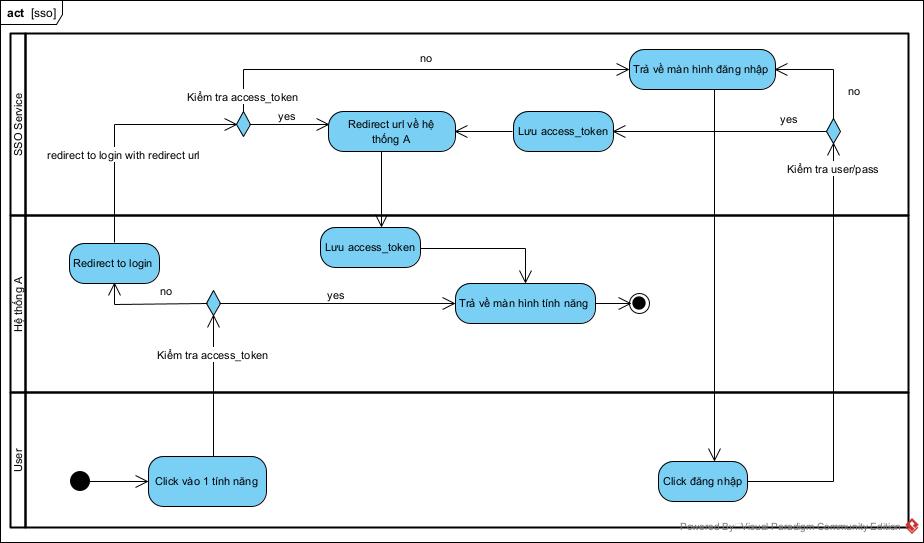 act [sso]
SSO Service
no
Trả về màn hình đăng nhập
Kiểm tra access_token
yes
Redirect url về hệ
thống A
Lưu access_token
yes
no
redirect to login with redirect url
Kiểm tra user/pass
Hệ thống A
Lưu access_token
Redirect to login
no
yes
Trả về màn hình tính năng
Kiểm tra access_token
User
Click vào 1 tính năng
Click đăng nhập
Powered By: Visual Paradigm Community Edition